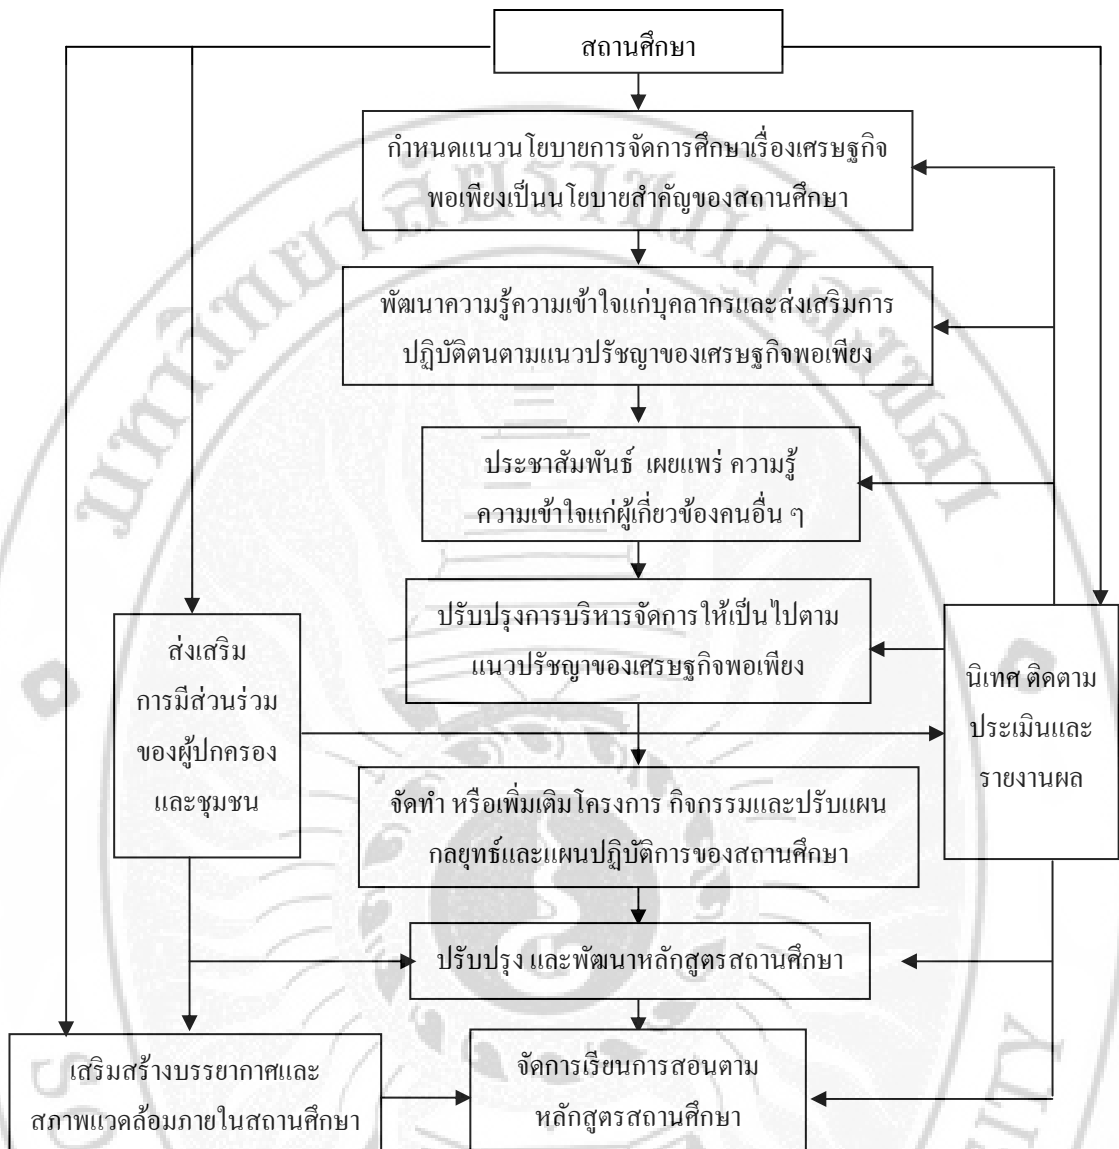 สถานศึกษา
กำหนดแนวนโยบายการจัดการศึกษาเรื่องเศรษฐกิจ
พอเพียงเป็นนโยบายสำคัญของสถานศึกษา
พัฒนาความรู้ความเข้าใจแก่บุคลากรและส่งเสริมการ
ปฏิบัติตนตามแนวปรัชญาของเศรษฐกิจพอเพียง
ประชาสัมพันธ์ เผยแพร่ ความรู้
ความเข้าใจแก่ผู้เกี่ยวข้องคนอื่น ๆ
ปรับปรุงการบริหารจัดการให้เป็นไปตาม
แนวปรัชญาของเศรษฐกิจพอเพียง
ส่งเสริม
การมีส่วนร่วม
ของผู้ปกครอง
และชุมชน
นิเทศ ติดตาม
ประเมินและ
รายงานผล
จัดทำ หรือเพิ่มเติมโครงการ กิจกรรมและปรับแผน
กลยุทธ์และแผนปฏิบัติการของสถานศึกษา
ปรับปรุง และพัฒนาหลักสูตรสถานศึกษา
เสริมสร้างบรรยากาศและ
สภาพแวดล้อมภายในสถานศึกษา
จัดการเรียนการสอนตาม
หลักสูตรสถานศึกษา
มหาวิทยาลัยราชภัฏสงขลา